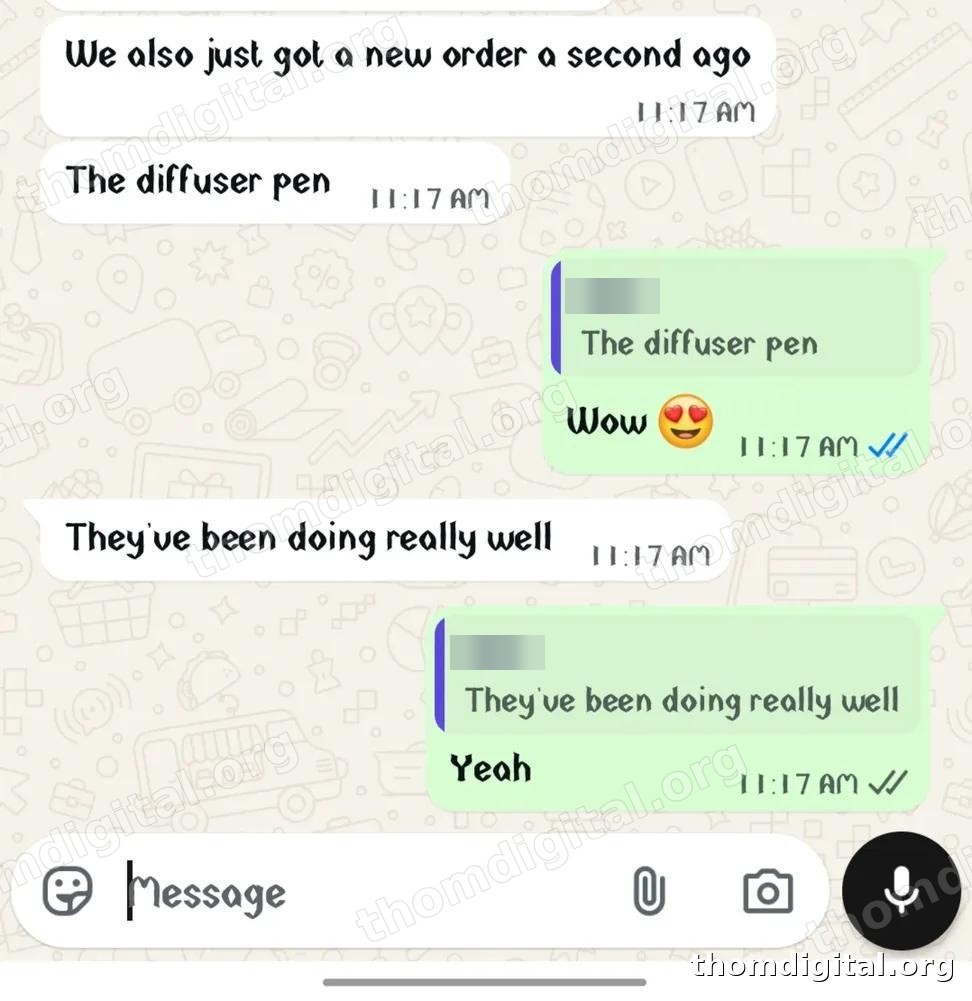 We also just got a new order a second ago
11:17 AM
The diffuser pen
11:17 AM
The diffuser pen
Wow 😍
11:17 AM
They've been doing really well
11:17 AM
They've been doing really well
Yeah
11:17 AM
Message
thomdigital.org